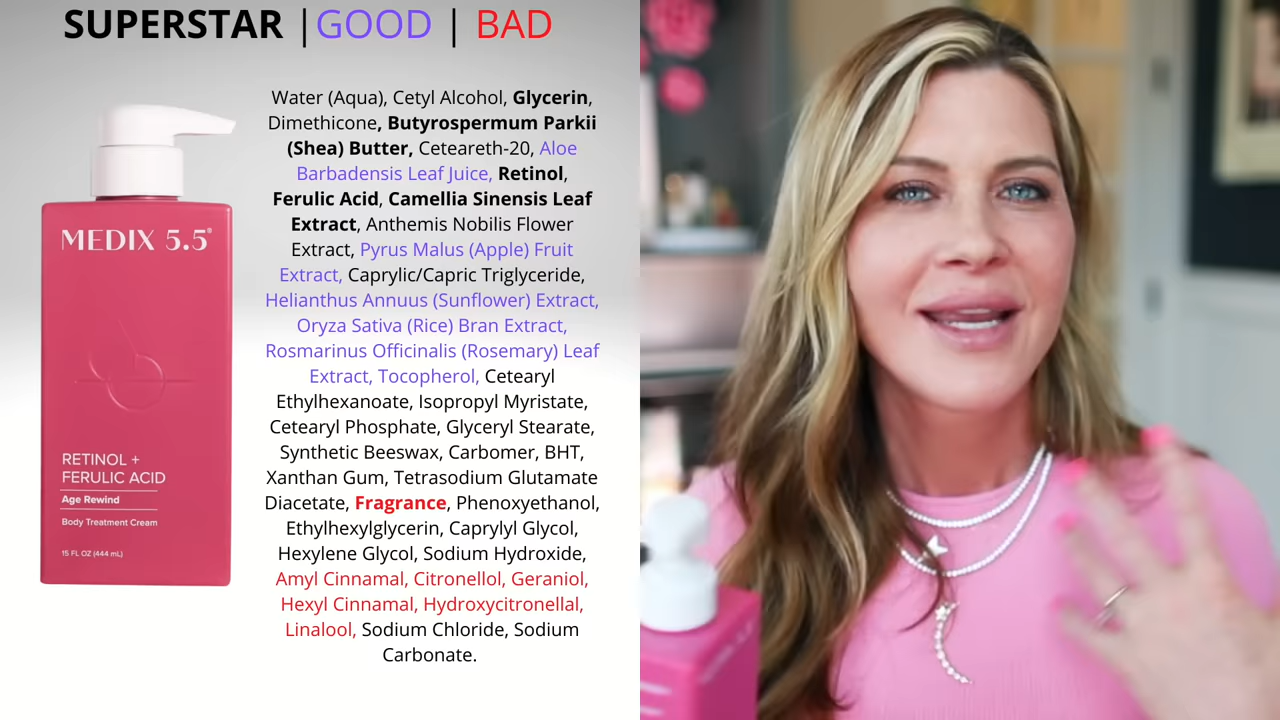 SUPERSTAR | GOOD | BAD
MEDIX 5.5®
RETINOL +
FERULIC ACID
Age Rewind
Body Treatment Cream
15 FL OZ (444 mL)
Water (Aqua), Cetyl Alcohol, Glycerin,
Dimethicone, Butyrospermum Parkii
(Shea) Butter, Ceteareth-20, Aloe
Barbadensis Leaf Juice, Retinol,
Ferulic Acid, Camellia Sinensis Leaf
Extract, Anthemis Nobilis Flower
Extract, Pyrus Malus (Apple) Fruit
Extract, Caprylic/Capric Triglyceride,
Helianthus Annuus (Sunflower) Extract,
Oryza Sativa (Rice) Bran Extract,
Rosmarinus Officinalis (Rosemary) Leaf
Extract, Tocopherol, Cetearyl
Ethylhexanoate, Isopropyl Myristate,
Cetearyl Phosphate, Glyceryl Stearate,
Synthetic Beeswax, Carbomer, BHT,
Xanthan Gum, Tetrasodium Glutamate
Diacetate, Fragrance, Phenoxyethanol,
Ethylhexylglycerin, Caprylyl Glycol,
Hexylene Glycol, Sodium Hydroxide,
Amyl Cinnamal, Citronellol, Geraniol,
Hexyl Cinnamal, Hydroxycitronellal,
Linalool, Sodium Chloride, Sodium
Carbonate.